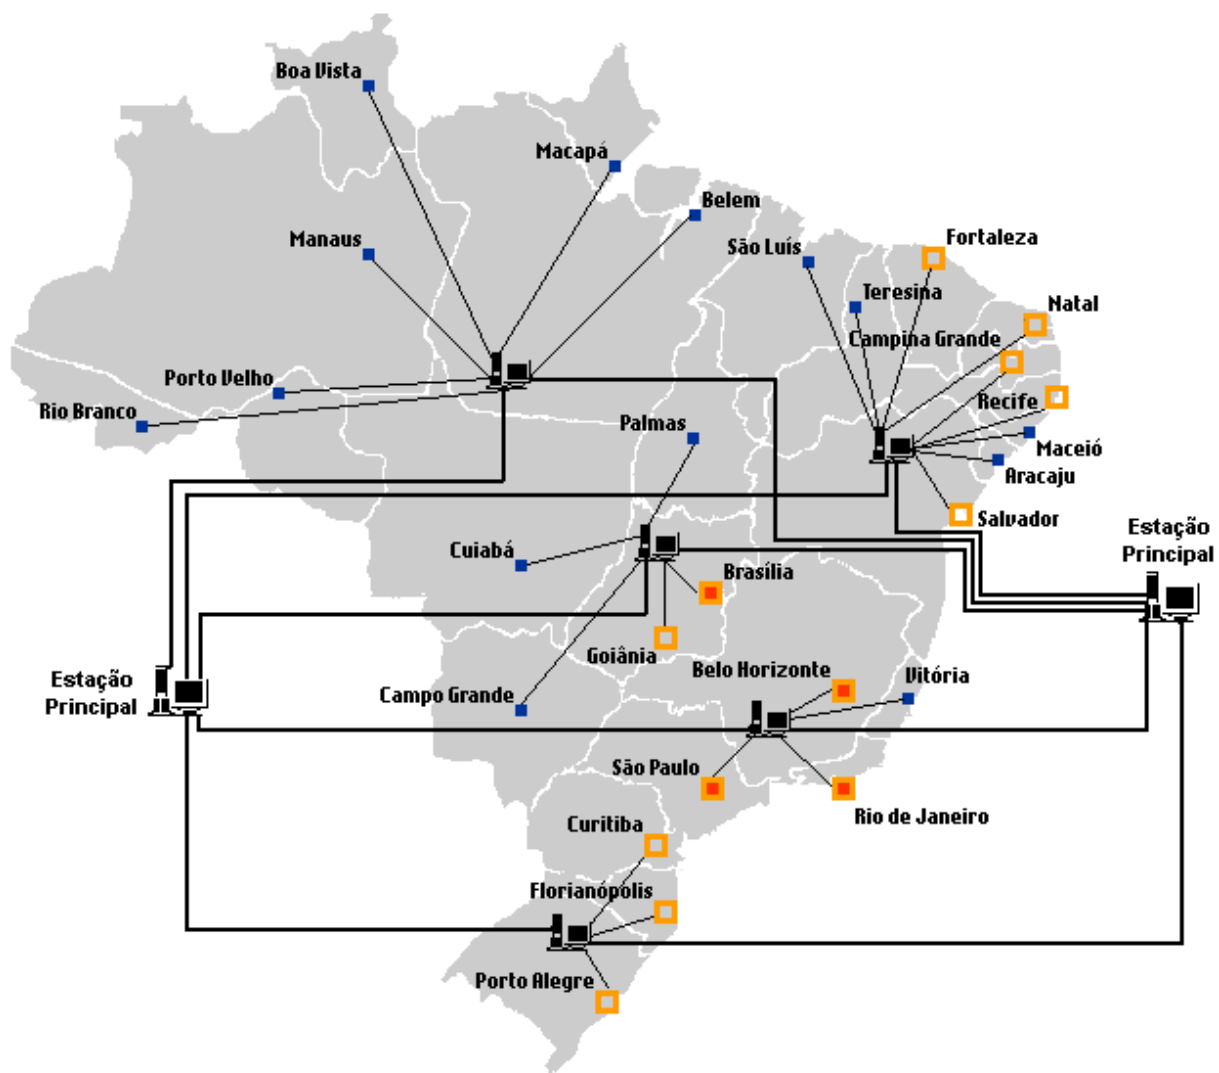 Boa Vista
Macapá
Belem
Manaus
São Luís
Fortaleza
Teresina
Natal
Campina Grande
Porto Velho
Recife
Rio Branco
Palmas
Maceió
Aracaju
Salvador
Estação
Principal
Cuiabá
Brasília
Goiânia
Belo Horizonte
Vitória
Estação
Principal
Campo Grande
São Paulo
Rio de Janeiro
Curitiba
Florianópolis
Porto Alegre